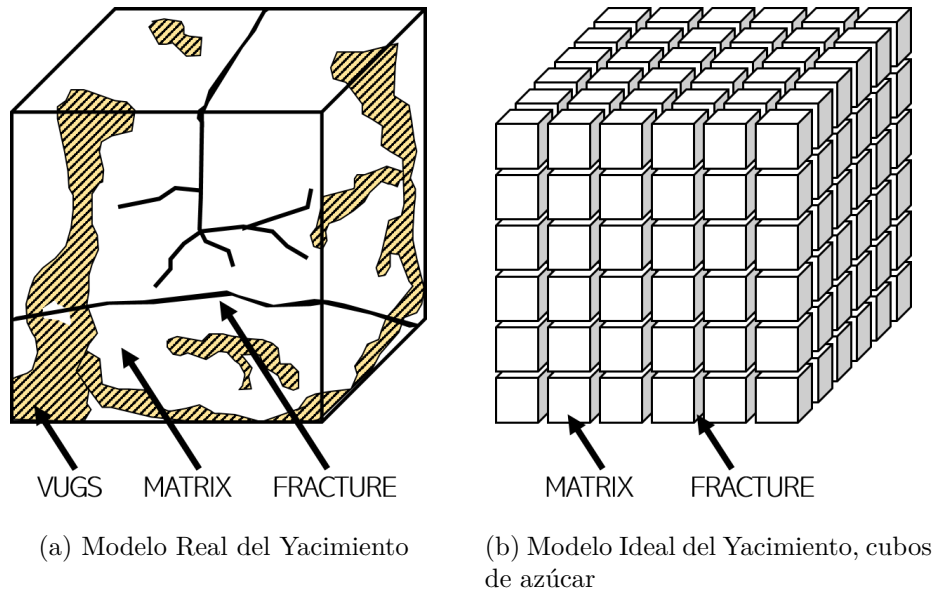 VUGS MATRIX FRACTURE
MATRIX FRACTURE
(a) Modelo Real del Yacimiento
(b) Modelo Ideal del Yacimiento, cubos
de azúcar